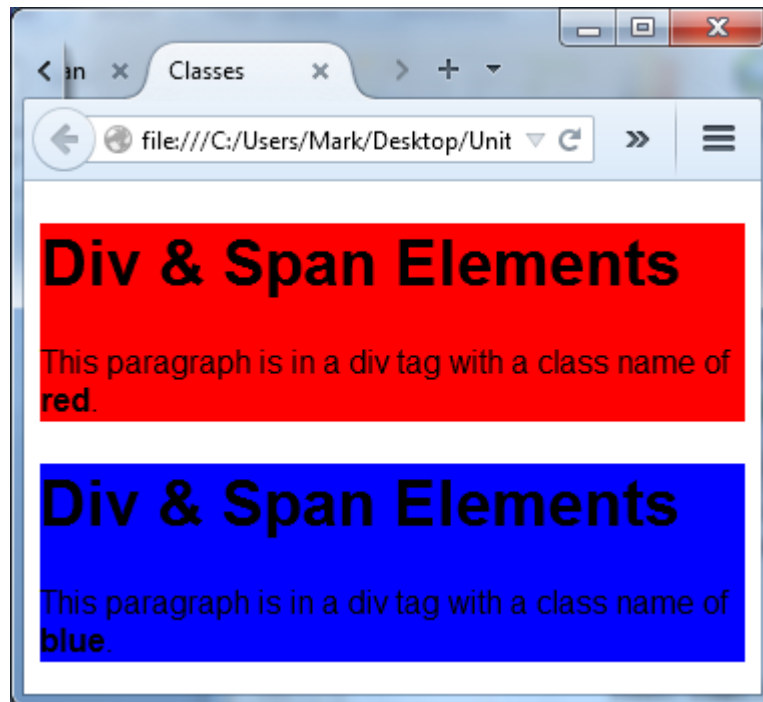 an
Classes
file:///C:/Users/Mark/Desktop/Unit
Div & Span Elements
This paragraph is in a div tag with a class name of
red.
Div & Span Elements
This paragraph is in a div tag with a class name of
blue.